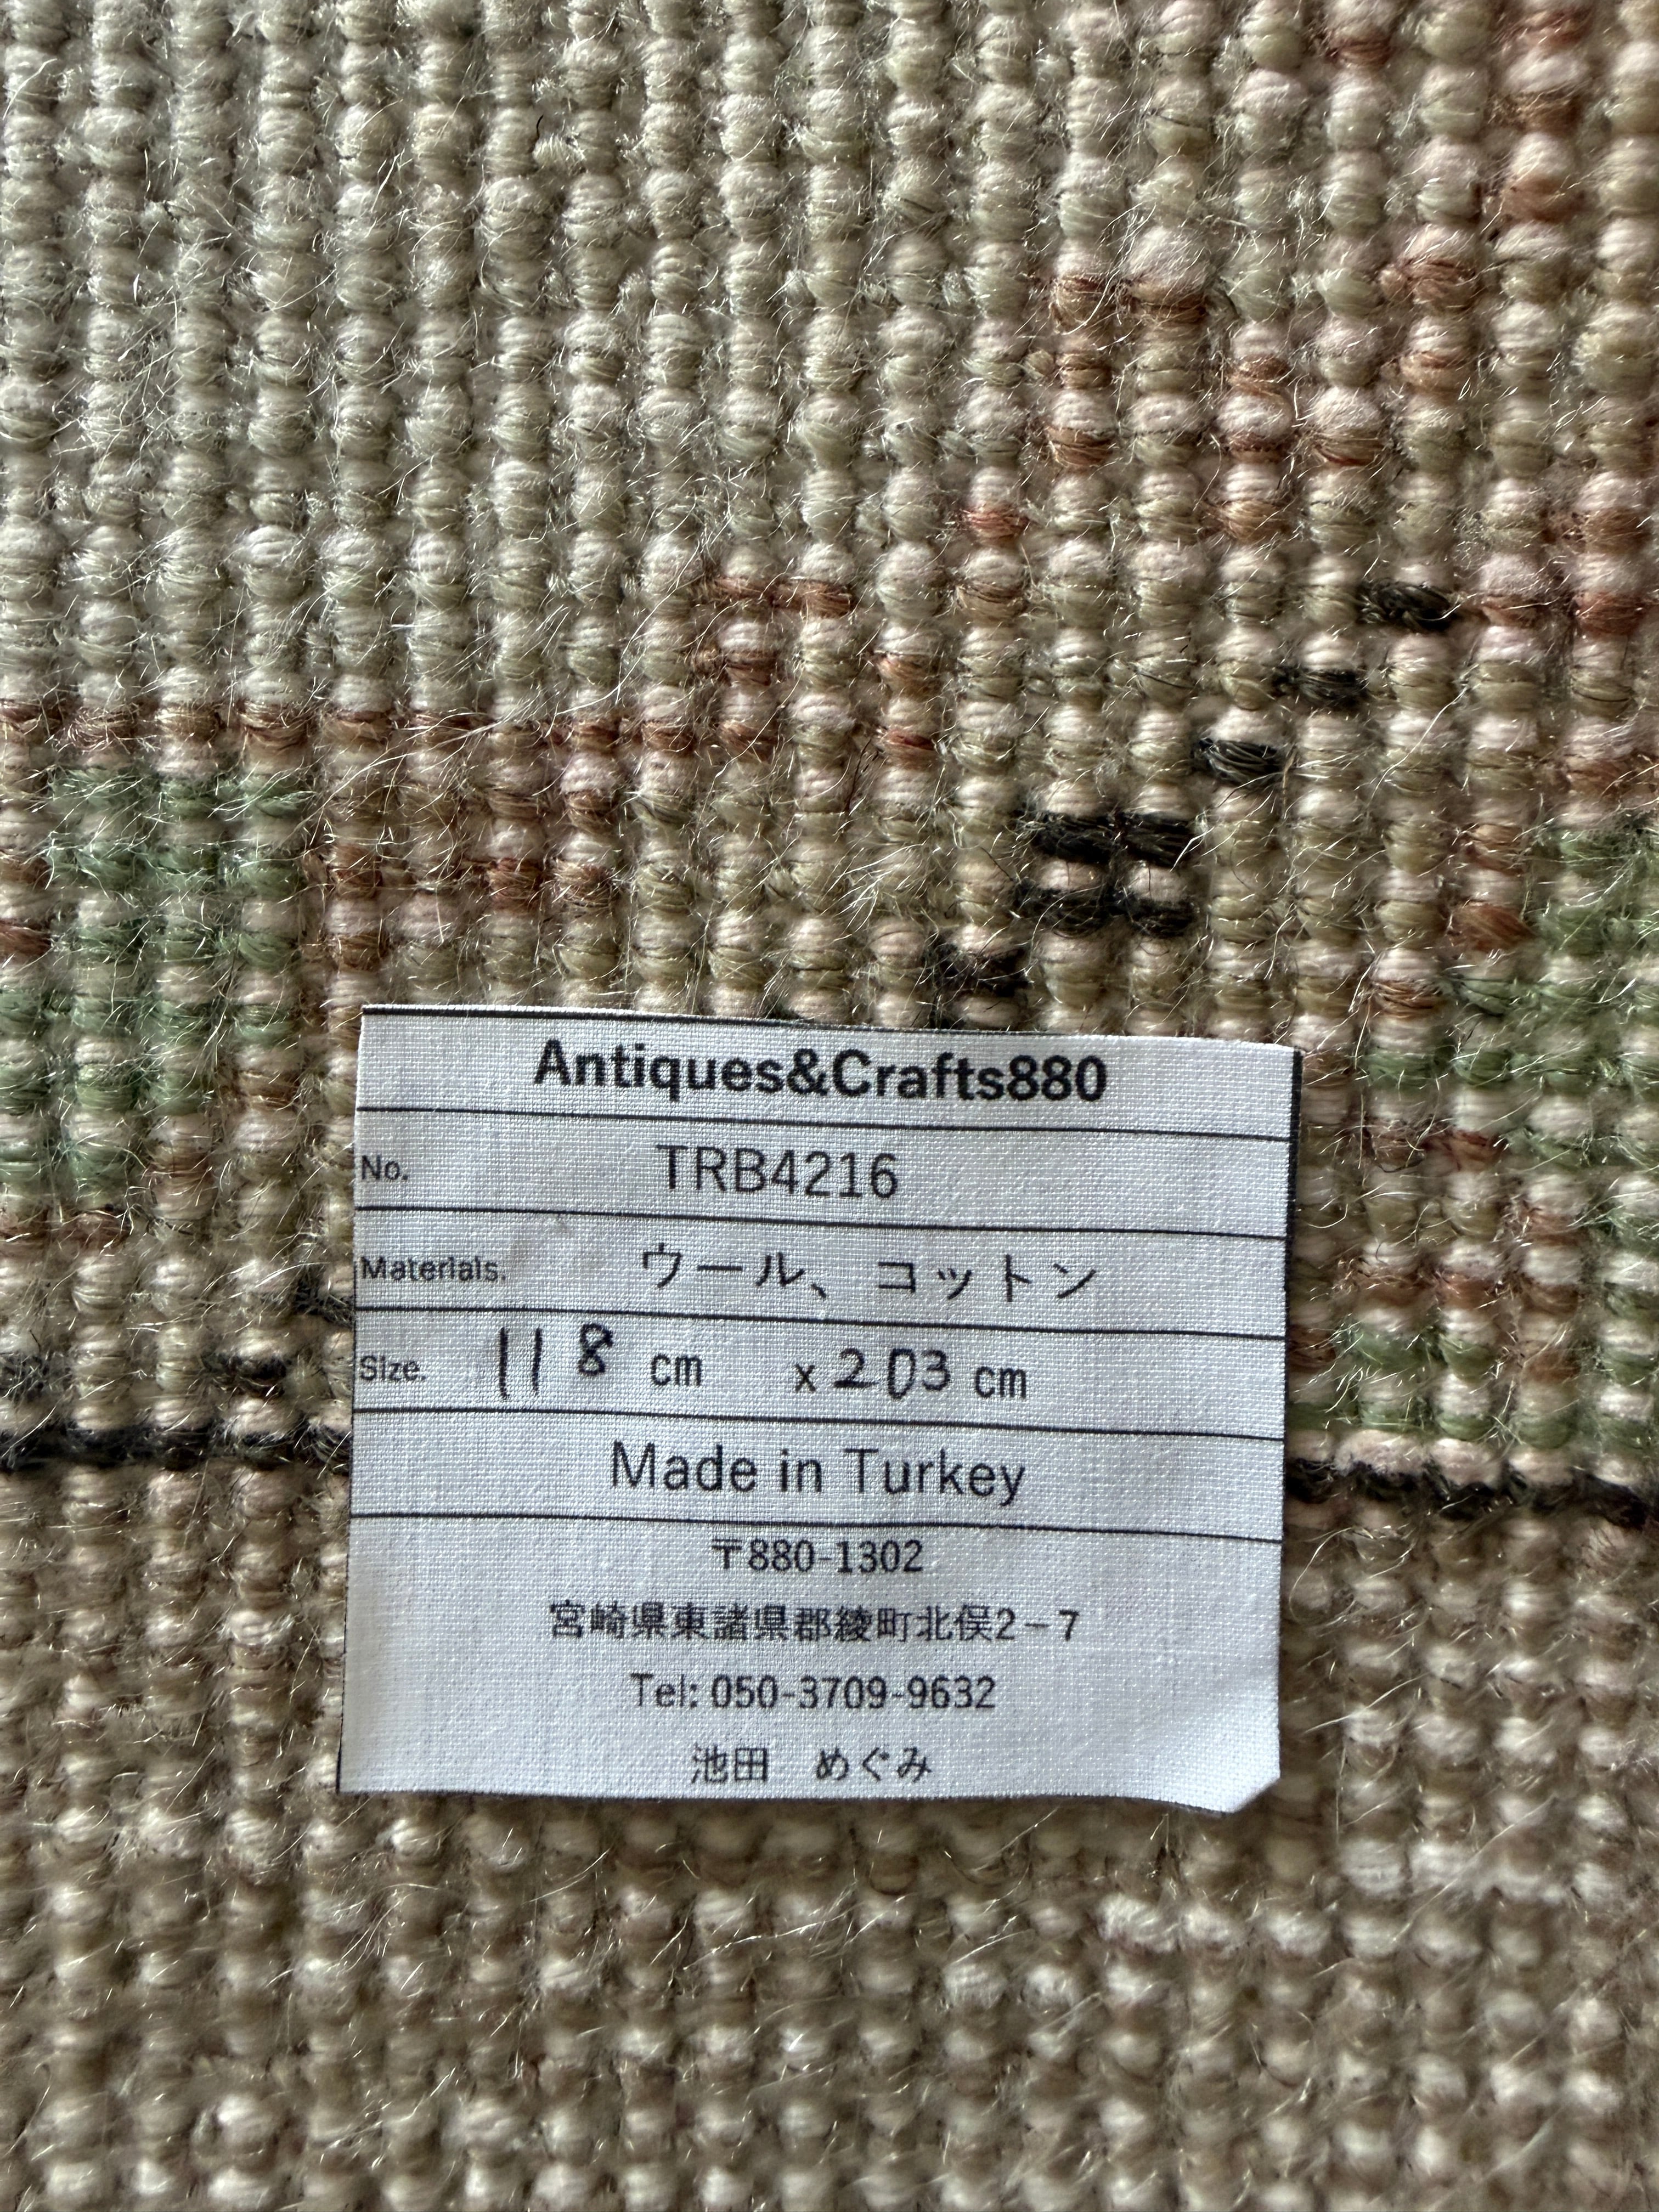 Antiques&Crafts880
No. TRB4216
Materials. ウール、コットン
Size. 118 cm x 203 cm
Made in Turkey
〒880-1302
宮崎県東諸県郡綾町北俣2−7
Tel: 050-3709-9632
池田　めぐみ